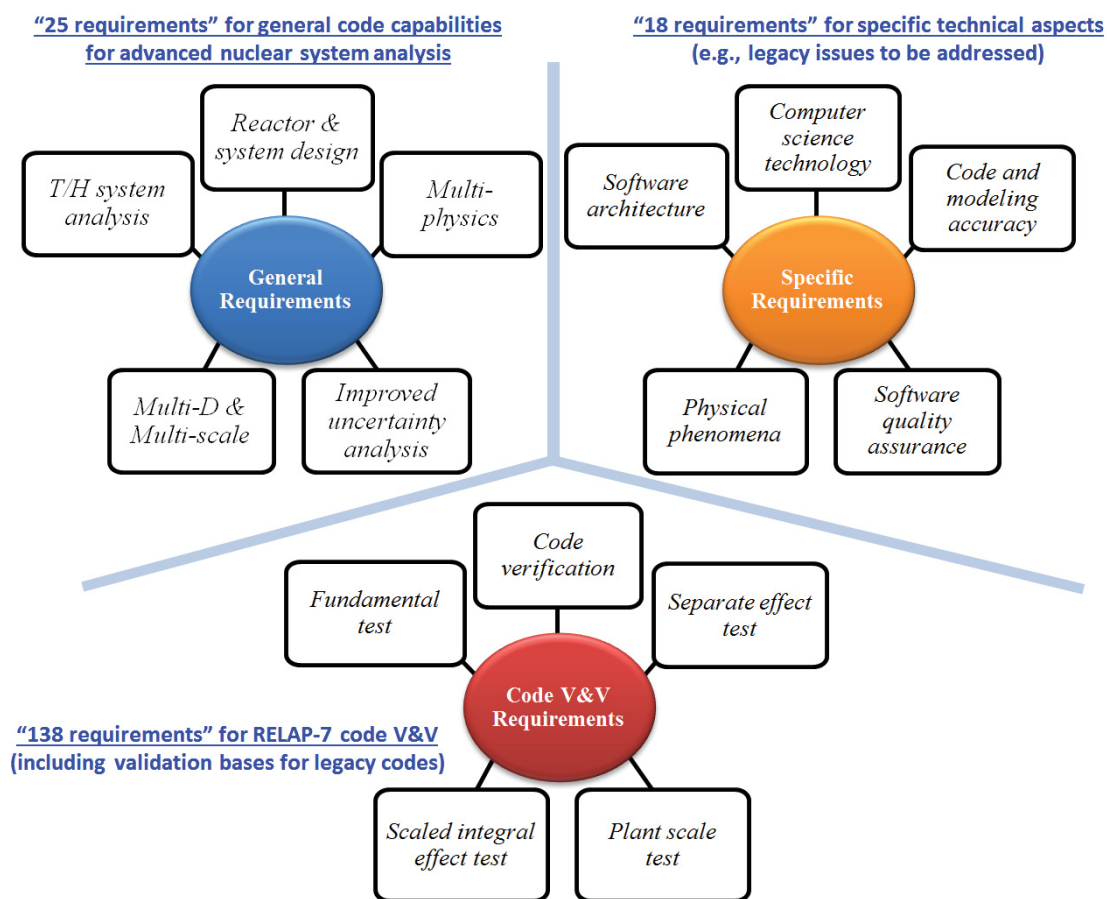 “25 requirements” for general code capabilities
for advanced nuclear system analysis
Reactor &
system design
T/H system
analysis
Multi-
physics
General
Requirements
Multi-D &
Multi-scale
Improved
uncertainty
analysis
“18 requirements” for specific technical aspects
(e.g., legacy issues to be addressed)
Computer
science
technology
Software
architecture
Code and
modeling
accuracy
Specific
Requirements
Physical
phenomena
Software
quality
assurance
Code
verification
Fundamental
test
Separate effect
test
Code V&V
Requirements
“138 requirements” for RELAP-7 code V&V
(including validation bases for legacy codes)
Scaled integral
effect test
Plant scale
test